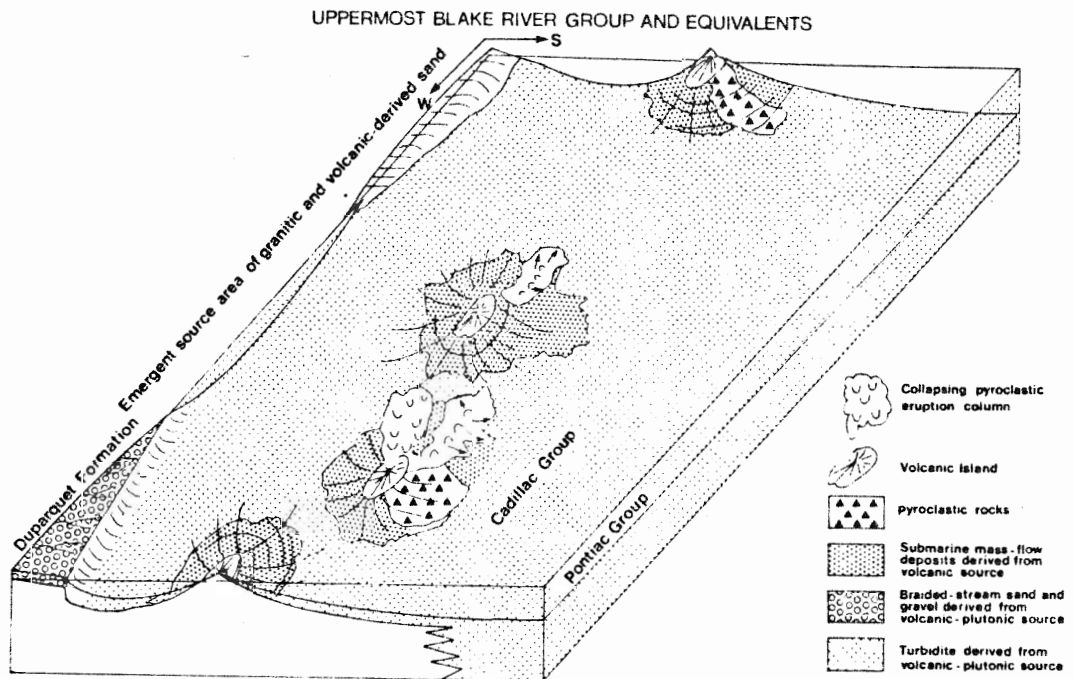 UPPERMOST BLAKE RIVER GROUP AND EQUIVALENTS
S
W
Emergent source area of granitic and volcanic-derived sand
Duparquet Formation
Cadillac Group
Pontiac Group
Collapsing pyroclastic
eruption column
Volcanic Island
Pyroclastic rocks
Submarine mass-flow
deposits derived from
volcanic source
Braided-stream sand and
gravel derived from
volcanic-plutonic source
Turbidite derived from
volcanic-plutonic source